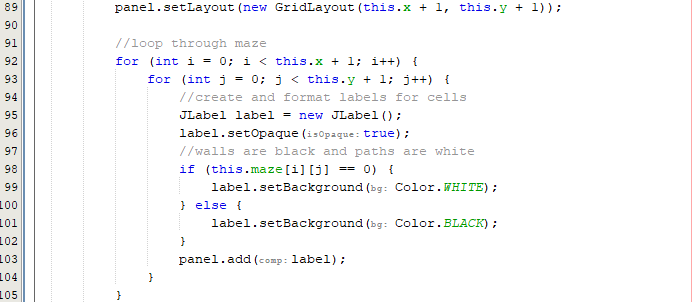 89 panel.setLayout(new GridLayout(this.x + 1, this.y + 1));
90
91 //loop through maze
92 for (int i = 0; i < this.x + 1; i++) {
93 for (int j = 0; j < this.y + 1; j++) {
94 //create and format labels for cells
95 JLabel label = new JLabel();
96 label.setOpaque(isOpaque: true);
97 //walls are black and paths are white
98 if (this.maze[i][j] == 0) {
99 label.setBackground(bg: Color.WHITE);
100 } else {
101 label.setBackground(bg: Color.BLACK);
102 }
103 panel.add(comp: label);
104 }
105 }